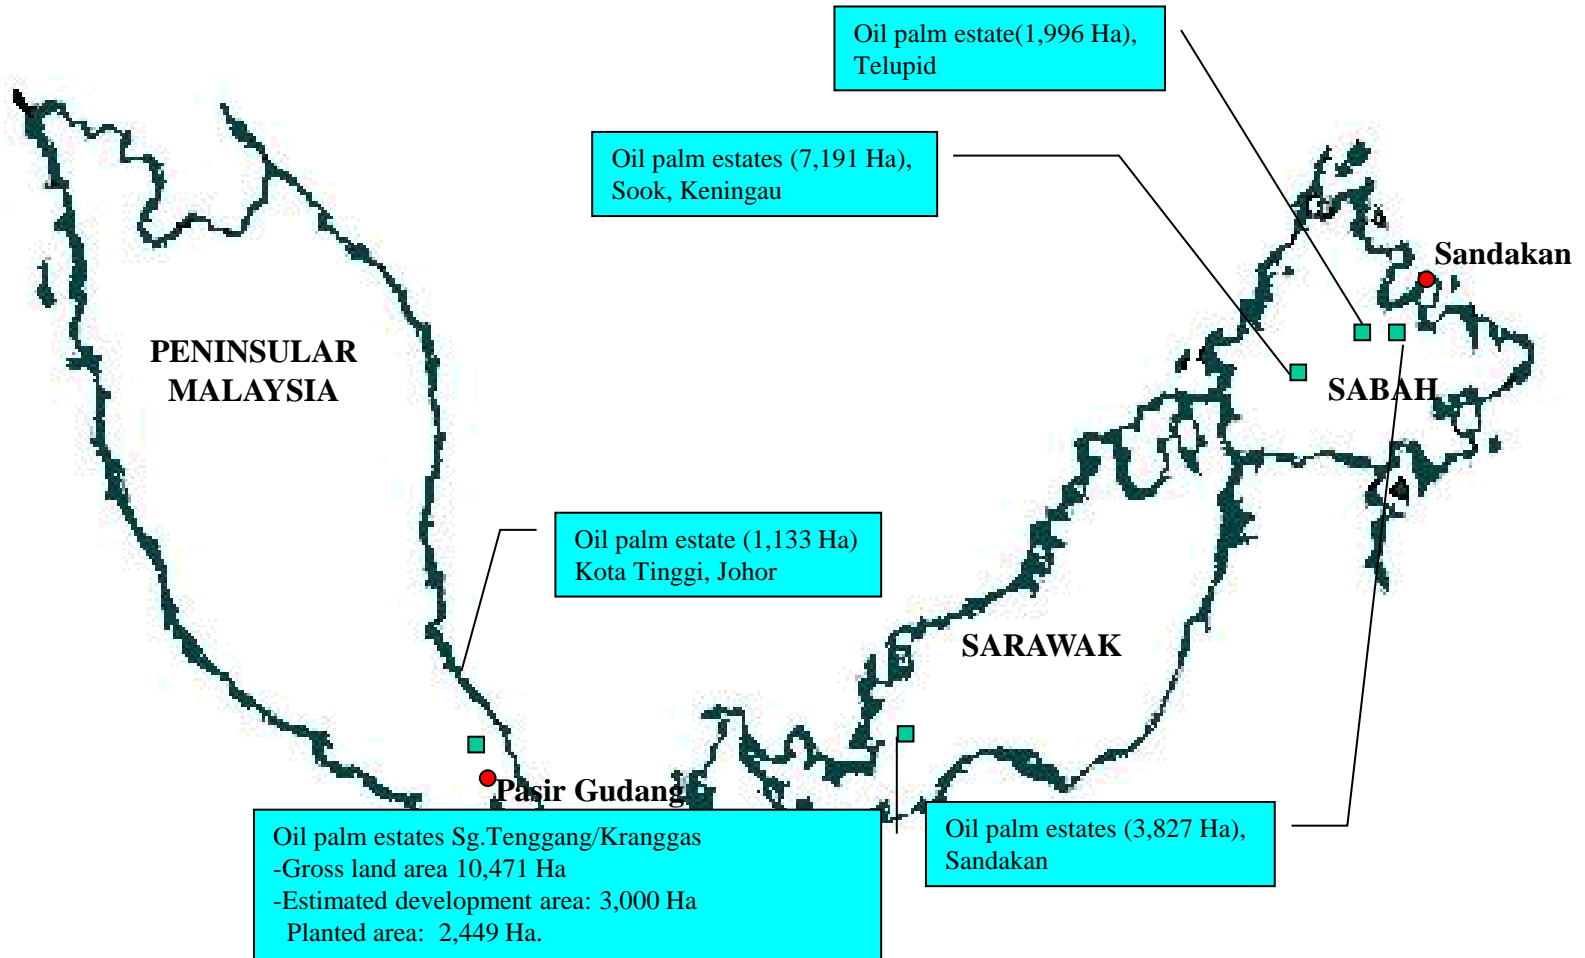 Oil palm estate(1,996 Ha),
Telupid
Oil palm estates (7,191 Ha),
Sook, Keningau
Sandakan
PENINSULAR
MALAYSIA
SABAH
Oil palm estate (1,133 Ha)
Kota Tinggi, Johor
SARAWAK
Pasir Gudang
Oil palm estates Sg.Tenggang/Kranggas
-Gross land area 10,471 Ha
-Estimated development area: 3,000 Ha
Planted area: 2,449 Ha.
Oil palm estates (3,827 Ha),
Sandakan